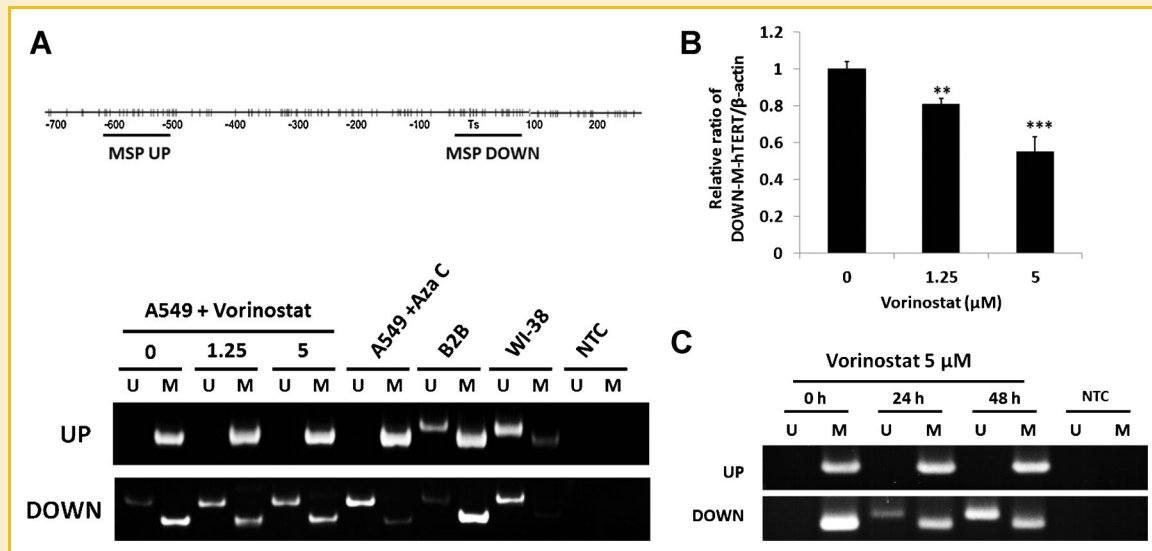 A
-700 -600 -500 -400 -300 -200 -100 Ts 100 200
MSP UP MSP DOWN
A549 + Vorinostat
0 1.25 5 A549 +Aza C B2B WI-38 NTC
U M U M U M U M U M U M U M
UP
DOWN
B
Relative ratio of
DOWN-M-hTERT/β-actin
1.2
1
0.8
0.6
0.4
0.2
0
**
***
0 1.25 5
Vorinostat (µM)
C
Vorinostat 5 µM
0 h 24 h 48 h NTC
U M U M U M U M
UP
DOWN